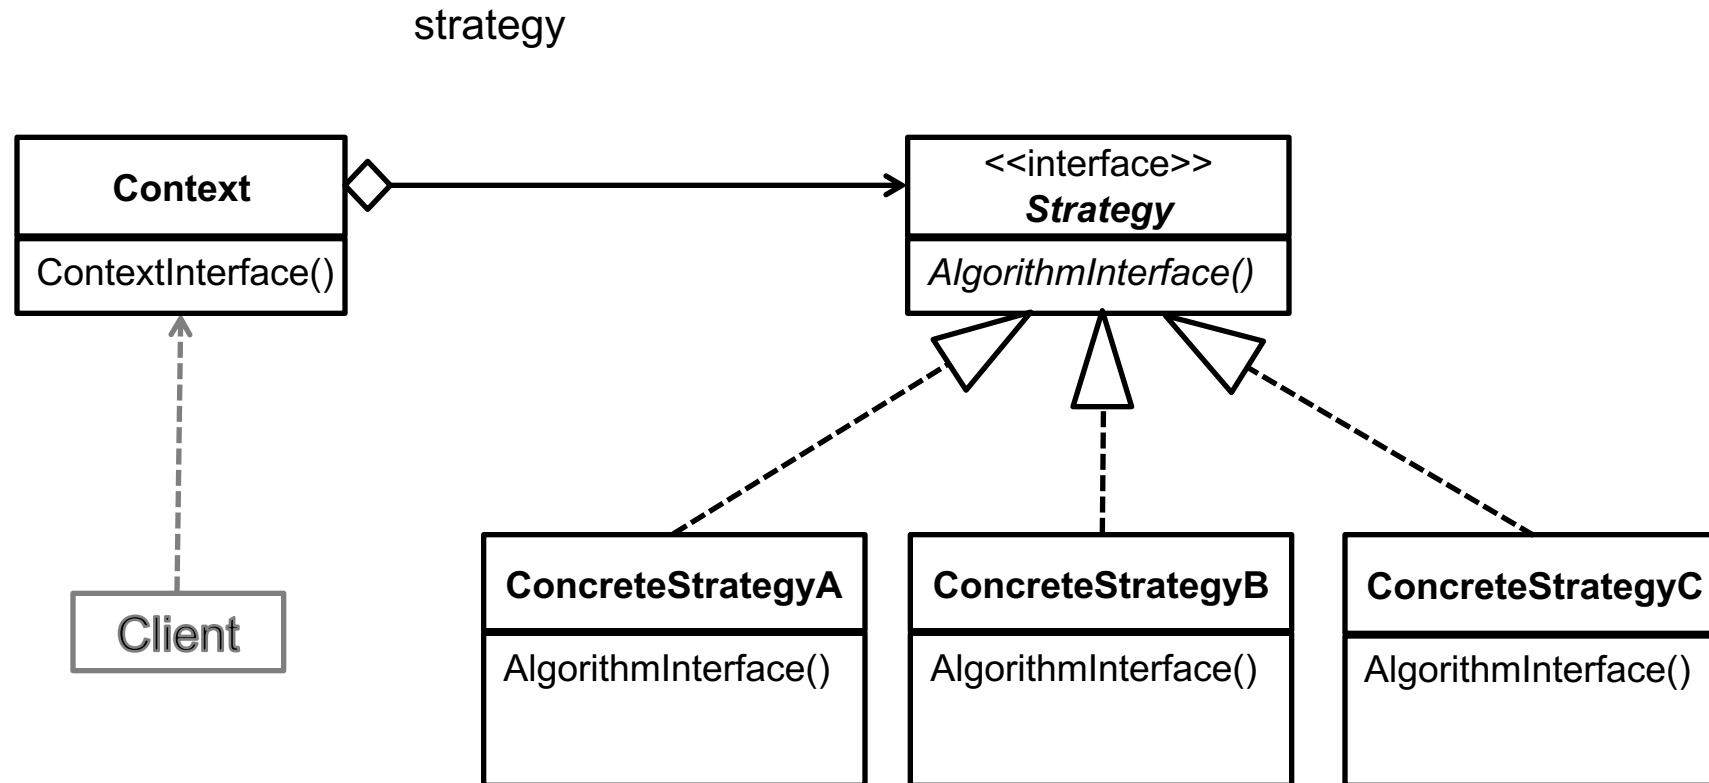 strategy
Context
ContextInterface()
<<interface>>
Strategy
AlgorithmInterface()
Client
ConcreteStrategyA
AlgorithmInterface()
ConcreteStrategyB
AlgorithmInterface()
ConcreteStrategyC
AlgorithmInterface()